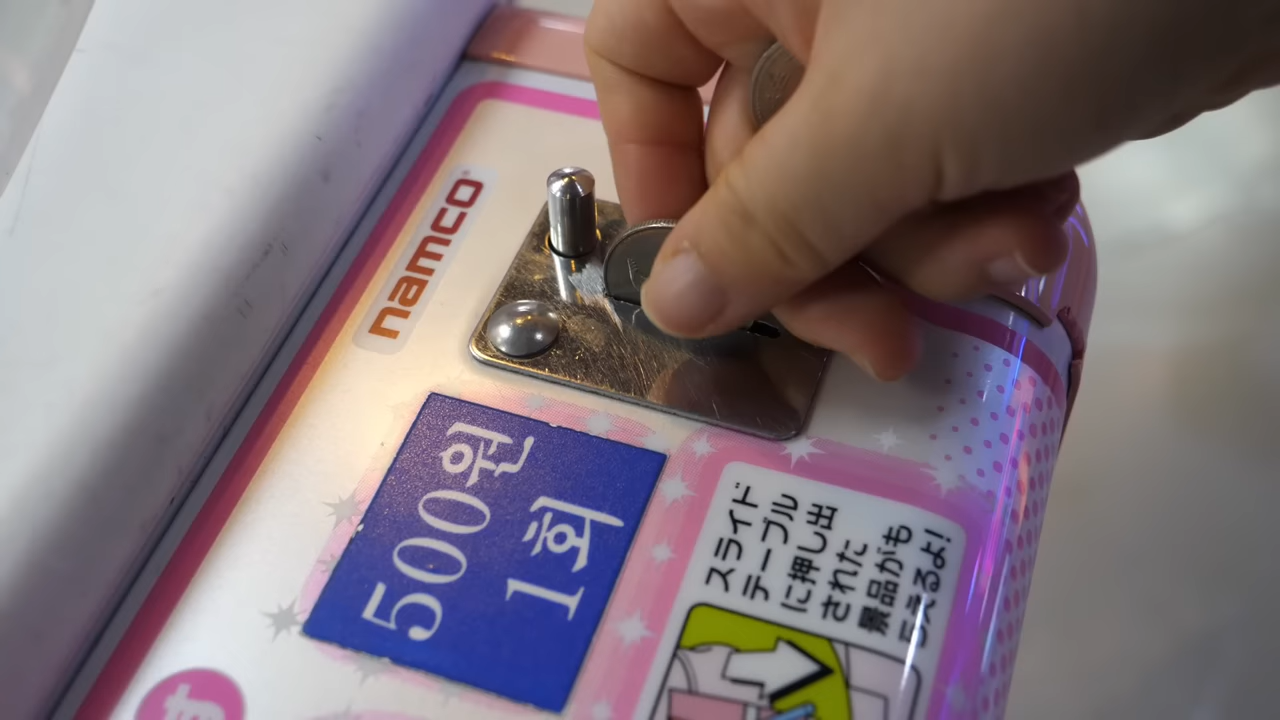 namco
500원
1회
スライド
テーブル
に押し出
された
景品がも
らえるよ!